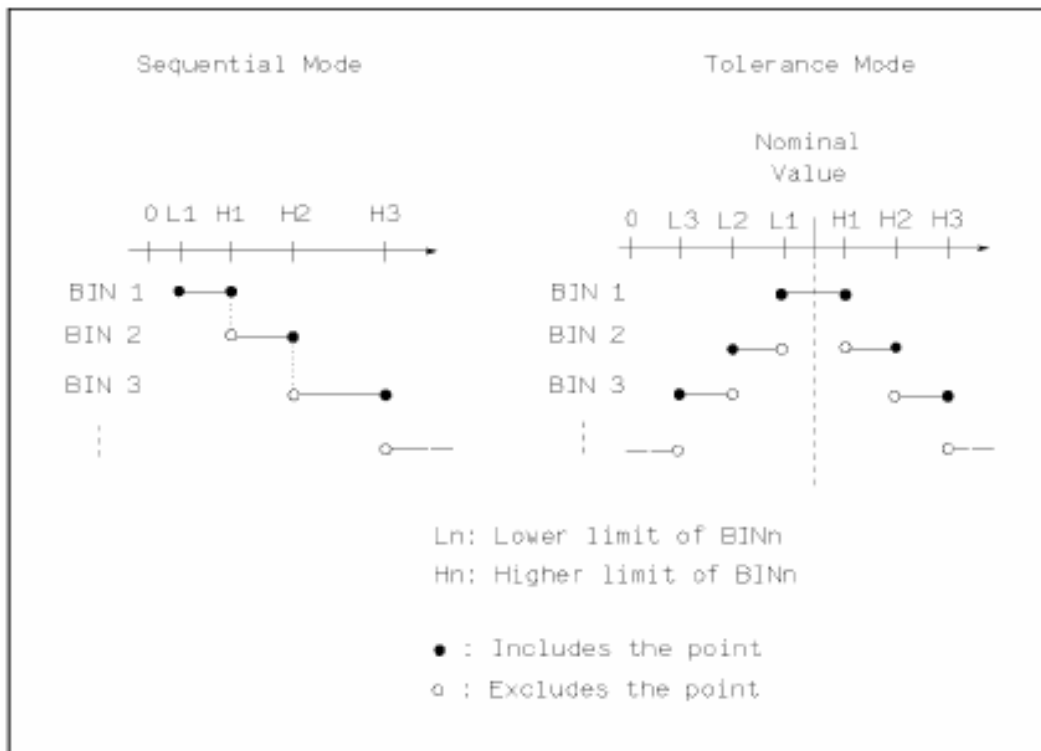 Sequential Mode
Tolerance Mode
Nominal
Value
0 L1 H1 H2 H3
0 L3 L2 L1 H1 H2 H3
BIN 1
BIN 2
BIN 3
BIN 1
BIN 2
BIN 3
Ln: Lower limit of BINn
Hn: Higher limit of BINn
● : Includes the point
○ : Excludes the point